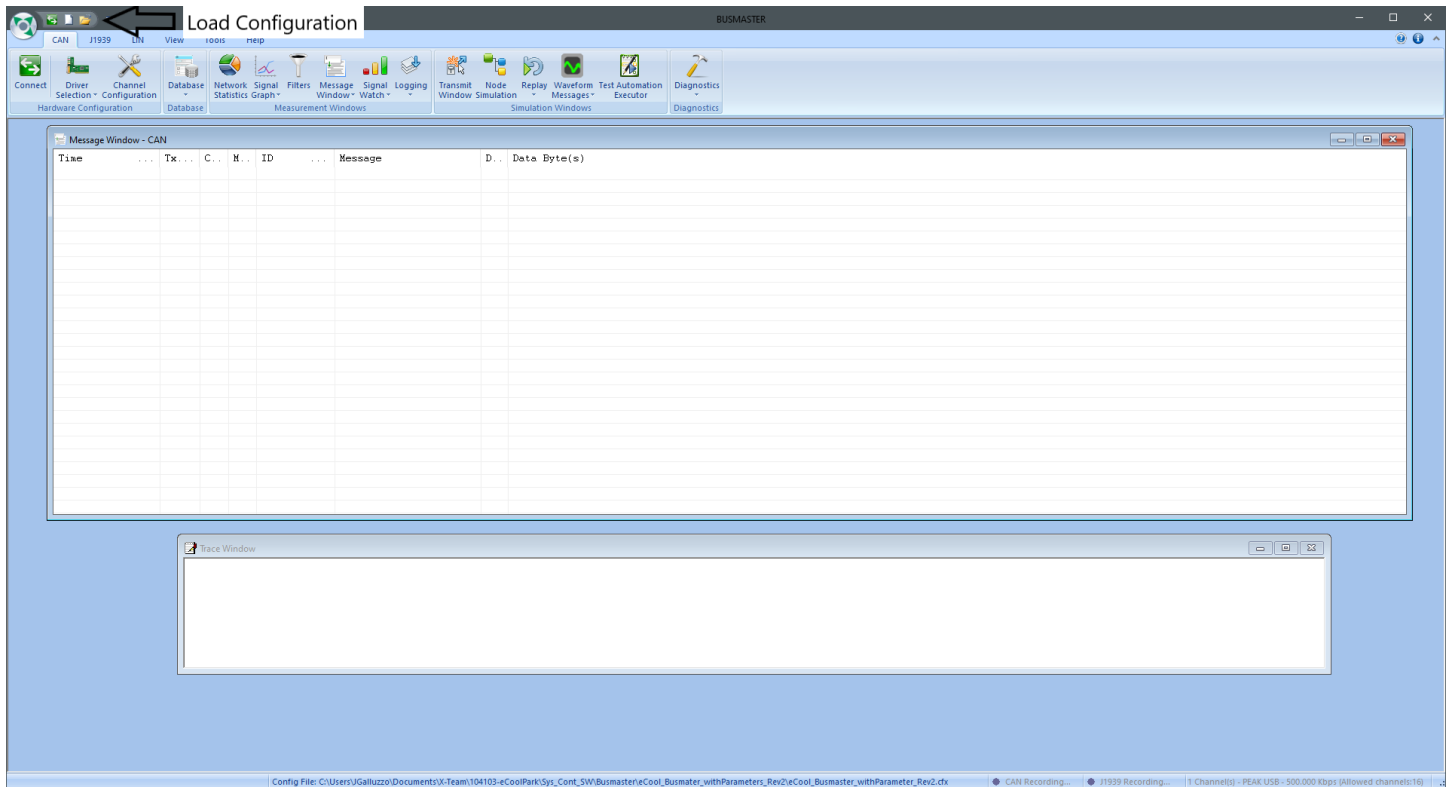 Load Configuration
BUSMASTER
CAN J1939 LIN View Tools Help
Connect
Driver Selection
Channel Configuration
Hardware Configuration
Database
Database
Network Statistics
Signal Graph
Filters
Message Window
Signal Watch
Logging
Measurement Windows
Transmit Window
Node Simulation
Replay
Waveform Messages
Test Automation Executor
Simulation Windows
Diagnostics
Diagnostics
Message Window - CAN
Time ... Tx... C.. M.. ID ... Message D.. Data Byte(s)
Trace Window
Config File: C:\Users\JGalluzzo\Documents\X-Team\104103-eCoolPark\Sys_Cont_SW\Busmaster\eCool_Busmater_withParameters_Rev2\eCool_Busmaster_withParameter_Rev2.cfx
CAN Recording...
J1939 Recording...
1 Channel(s) - PEAK USB - 500.000 Kbps (Allowed channels:16)